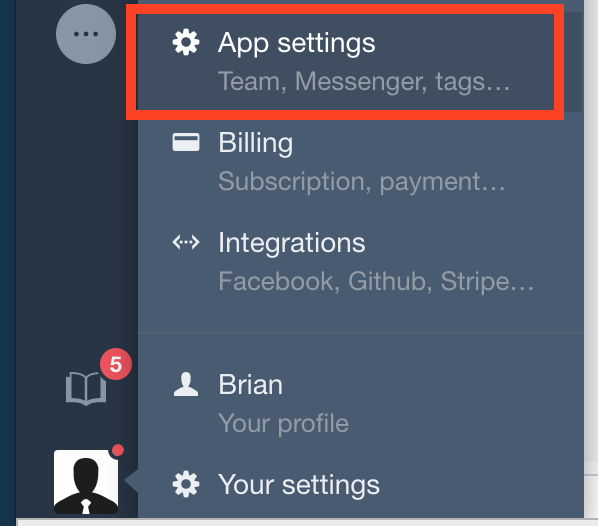 App settings
Team, Messenger, tags...
Billing
Subscription, payment...
Integrations
Facebook, Github, Stripe...
5
Brian
Your profile
Your settings